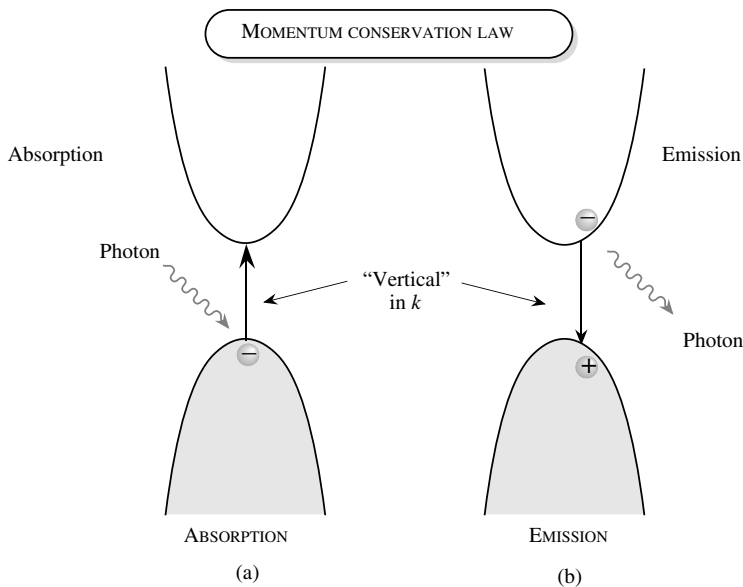 MOMENTUM CONSERVATION LAW
Absorption
Emission
Photon
“Vertical”
in k
Photon
−
−
+
ABSORPTION
EMISSION
(a)
(b)